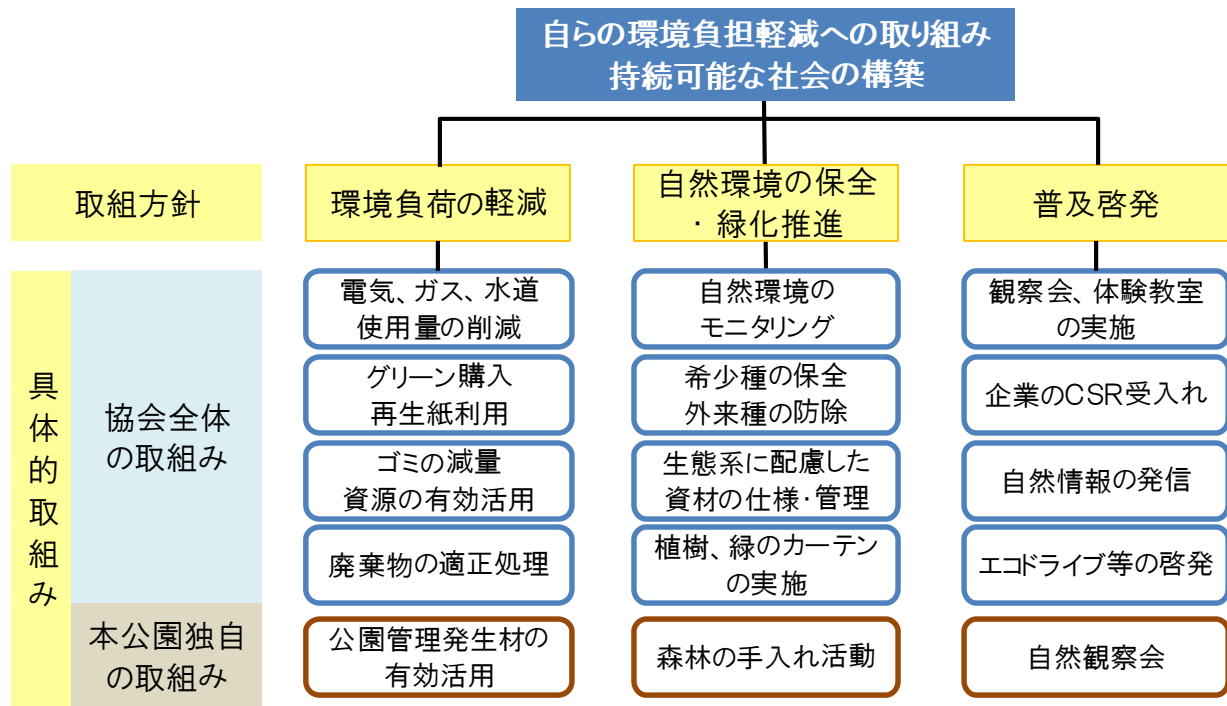 自らの環境負担軽減への取り組み
持続可能な社会の構築
取組方針
環境負荷の軽減
自然環境の保全
・緑化推進
普及啓発
具体的取組み
協会全体
の取組み
電気、ガス、水道
使用量の削減
自然環境の
モニタリング
観察会、体験教室
の実施
グリーン購入
再生紙利用
希少種の保全
外来種の防除
企業のCSR受入れ
ゴミの減量
資源の有効活用
生態系に配慮した
資材の仕様・管理
自然情報の発信
廃棄物の適正処理
植樹、緑のカーテン
の実施
エコドライブ等の啓発
本公園独自
の取組み
公園管理発生材の
有効活用
森林の手入れ活動
自然観察会